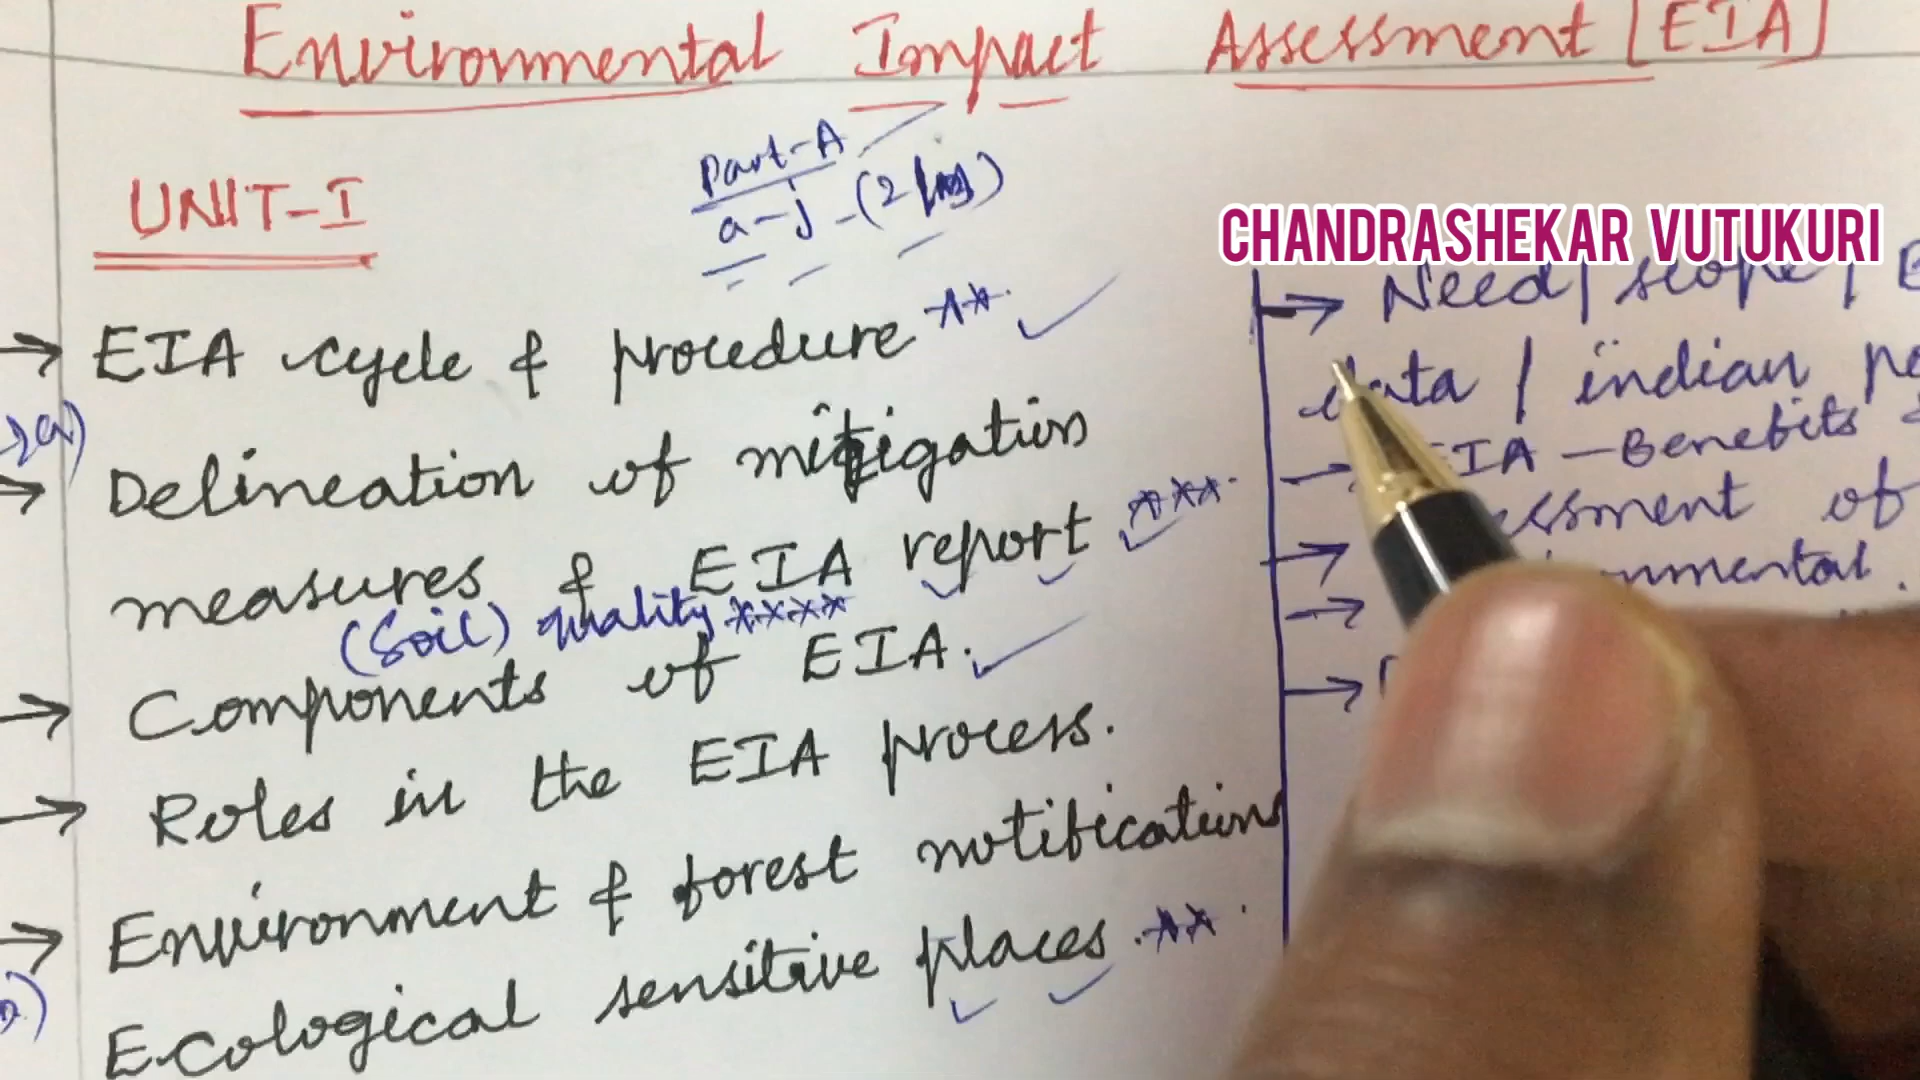 Environmental Impact Assessment [EIA]
Part-A
a-j-(2
UNIT-I
CHANDRASHEKAR VUTUKURI
→ EIA cycle & procedure **
→ Delineation of mitigation
measures & EIA report ***
(Soil) quality ****
→ Components of EIA.
→ Roles in the EIA process.
→ Environment & forest notifications
Ecological sensitive places. **
→ Need / scope /
data / indian
EIA - Benefits
of